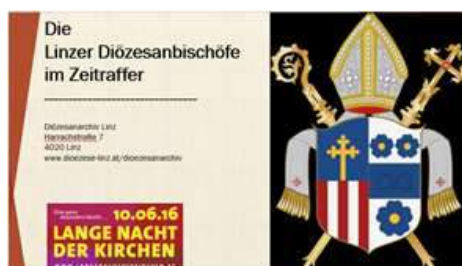 Die
Linzer Diözesanbischöfe
im Zeitraffer
Diözesanarchiv Linz
Harrachstraße 7
4020 Linz
www.dioezese-linz.at/dioezesanarchiv
10.06.16
LANGE NACHT
DER KIRCHEN